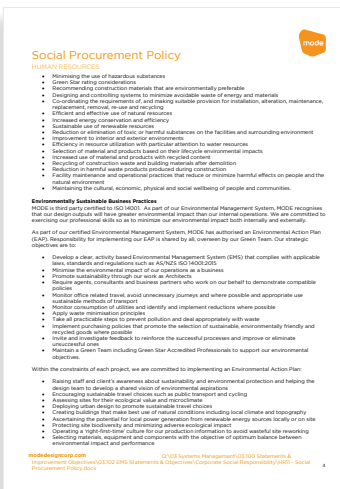 mode
Social Procurement Policy
HUMAN RESOURCES
• Minimising the use of hazardous substances
• Green Star rating considerations
• Recommending construction materials that are environmentally preferable
• Designing and controlling systems to minimize avoidable waste of energy and materials
• Co-ordinating the requirements of, and making suitable provision for installation, alteration, maintenance,
replacement, removal, re-use and recycling
• Efficient and effective use of natural resources
• Increased energy conservation and efficiency
• Sustainable use of renewable resources
• Reduction or elimination of toxic or harmful substances on the facilities and surrounding environment
• Improvement to interior and exterior environments
• Efficiency in resource utilization with particular attention to water resources
• Selection of material and products based on their lifecycle environmental impacts
• Increased use of material and products with recycled content
• Recycling of construction waste and building materials after demolition
• Reduction in harmful waste products produced during construction
• Facility maintenance and operational practices that reduce or minimize harmful effects on people and the
natural environment
• Maintaining the cultural, economic, physical and social wellbeing of people and communities.
Environmentally Sustainable Business Practices
MODE is third party certified to ISO 14001. As part of our Environmental Management System, MODE recognises
that our design outputs will have greater environmental impact than our internal operations. We are committed to
exercising our professional skills so as to minimize our environmental impact both internally and externally.
As part of our certified Environmental Management System, MODE has authorised an Environmental Action Plan
(EAP). Responsibility for implementing our EAP is shared by all, overseen by our Green Team. Our strategic
objectives are to:
• Develop a clear, activity based Environmental Management System (EMS) that complies with applicable
laws, standards and regulations such as AS/NZS ISO 14001:2015
• Minimise the environmental impact of our operations as a business
• Promote sustainability through our work as Architects
• Require agents, consultants and business partners who work on our behalf to demonstrate compatible
policies
• Monitor office related travel, avoid unnecessary journeys and where possible and appropriate use
sustainable methods of transport
• Monitor consumption of utilities and identify and implement reductions where possible
• Apply waste minimisation principles
• Take all practicable steps to prevent pollution and deal appropriately with waste
• Implement purchasing policies that promote the selection of sustainable, environmentally friendly and
recycled goods where possible
• Invite and investigate feedback to reinforce the successful processes and improve or eliminate
unsuccessful ones
• Maintain a Green Team including Green Star Accredited Professionals to support our environmental
objectives.
Within the constraints of each project, we are committed to implementing an Environmental Action Plan:
• Raising staff and client's awareness about sustainability and environmental protection and helping the
design team to develop a shared vision of environmental aspirations
• Encouraging sustainable travel choices such as public transport and cycling
• Assessing sites for their ecological value and microclimate
• Deploying urban design to promote sustainable travel choices
• Creating buildings that make best use of natural conditions including local climate and topography
• Ascertaining the potential for local power generation from renewable energy sources locally or on site
• Protecting site biodiversity and minimizing adverse ecological impact
• Operating a 'right-first-time' culture for our production information to avoid wasteful site reworking
• Selecting materials, equipment and components with the objective of optimum balance between
environmental impact and performance
modedesigncorp.com
Q:\03 Systems Management\03100 Statements &
Improvement Objectives\03102 EMS Statements & Objectives\Corporate Social Responsibility\HR11 - Social
Procurement Policy.docx
4